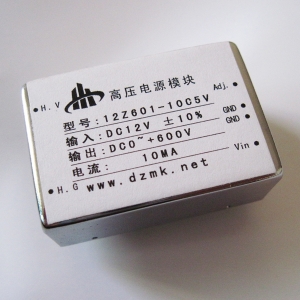 高压电源模块
· H.V
Adj. ·
型号: 12Z601-10C5V
输入: DC12V ±10%
GND ·
输出: DC0~+600V
GND ·
电流: 10MA
Vin ·
· H.G
www.dzmk.net